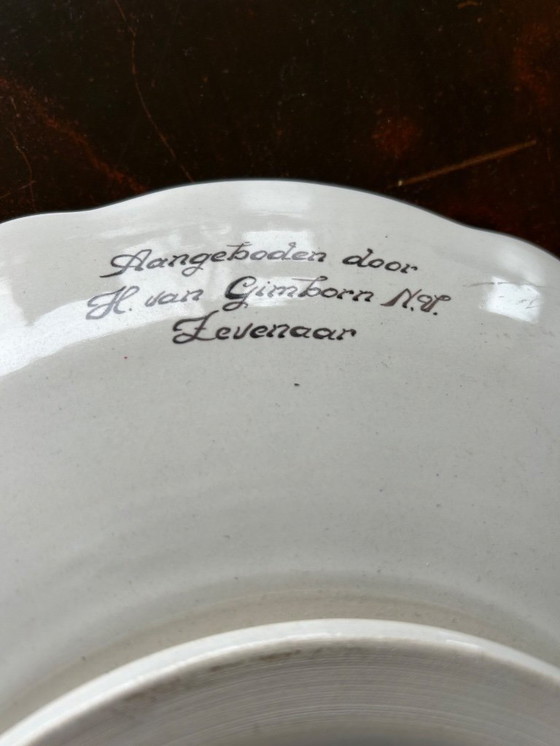 Aangeboden door
H. van Gimborn N.V.
Zevenaar